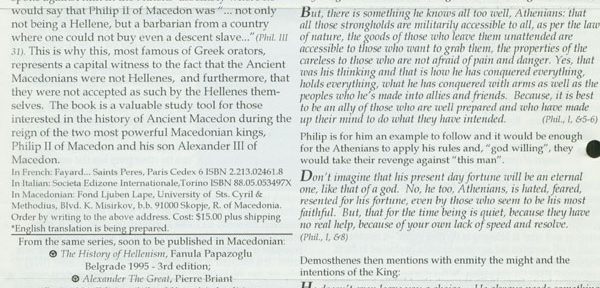 would say that Philip II of Macedon was "... not only
not being a Hellene, but a barbarian from a country
where one could not buy even a descent slave..." (Phil. III
31). This is why this, most famous of Greek orators,
represents a capital witness to the fact that the Ancient
Macedonians were not Hellenes, and furthermore, that
they were not accepted as such by the Hellenes them-
selves. The book is a valuable study tool for those
interested in the history of Ancient Macedon during the
reign of the two most powerful Macedonian kings,
Philip II of Macedon and his son Alexander III of
Macedon.
In French: Fayard... Saints Peres, Paris Cedex 6 ISBN 2.213.02461.8
In Italian: Societa Edizone Internationale,Torino ISBN 88.05.053497X
In Macedonian: Fond Ljuben Lape, University of Sts. Cyril &
Methodius, Blvd. K. Misirkov, b.b. 91000 Skopje, R. of Macedonia.
Order by writing to the above address. Cost: $15.00 plus shipping
*English translation is being prepared.
From the same series, soon to be published in Macedonian:
The History of Hellenism, Fanula Papazoglu
Belgrade 1995 - 3rd edition;
Alexander The Great, Pierre Briant
But, there is something he knows all too well, Athenians: that
all those strongholds are militarily accessible to all, as per the law
of nature, the goods of those who leave them unattended are
accessible to those who want to grab them, the properties of the
careless to those who are not afraid of pain and danger. Yes, that
was his thinking and that is how he has conquered everything,
holds everything, what he has conquered with arms as well as the
peoples who he's made into allies and friends. Because, it is best
to be an ally of those who are well prepared and who have made
up their mind to do what they have intended. (Phil., I, &5-6)
Philip is for him an example to follow and it would be enough
for the Athenians to apply his rules and, "god willing", they
would take their revenge against "this man".
Don't imagine that his present day fortune will be an eternal
one, like that of a god. No, he too, Athenians, is hated, feared,
resented for his fortune, even by those who seem to be his most
faithful. But, that for the time being is quiet, because they have
no real help, because of your own lack of speed and resolve.
(Phil., I, &8)
Demosthenes then mentions with enmity the might and the
intentions of the King: